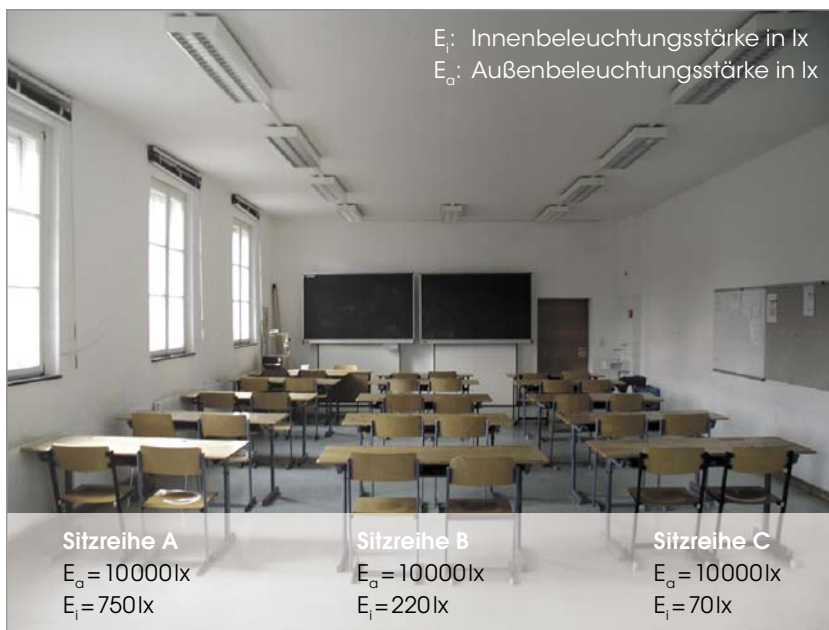 Ei: Innenbeleuchtungsstärke in lx
Ea: Außenbeleuchtungsstärke in lx
Sitzreihe A
Ea = 10000 lx
Ei = 750 lx
Sitzreihe B
Ea = 10000 lx
Ei = 220 lx
Sitzreihe C
Ea = 10000 lx
Ei = 70 lx